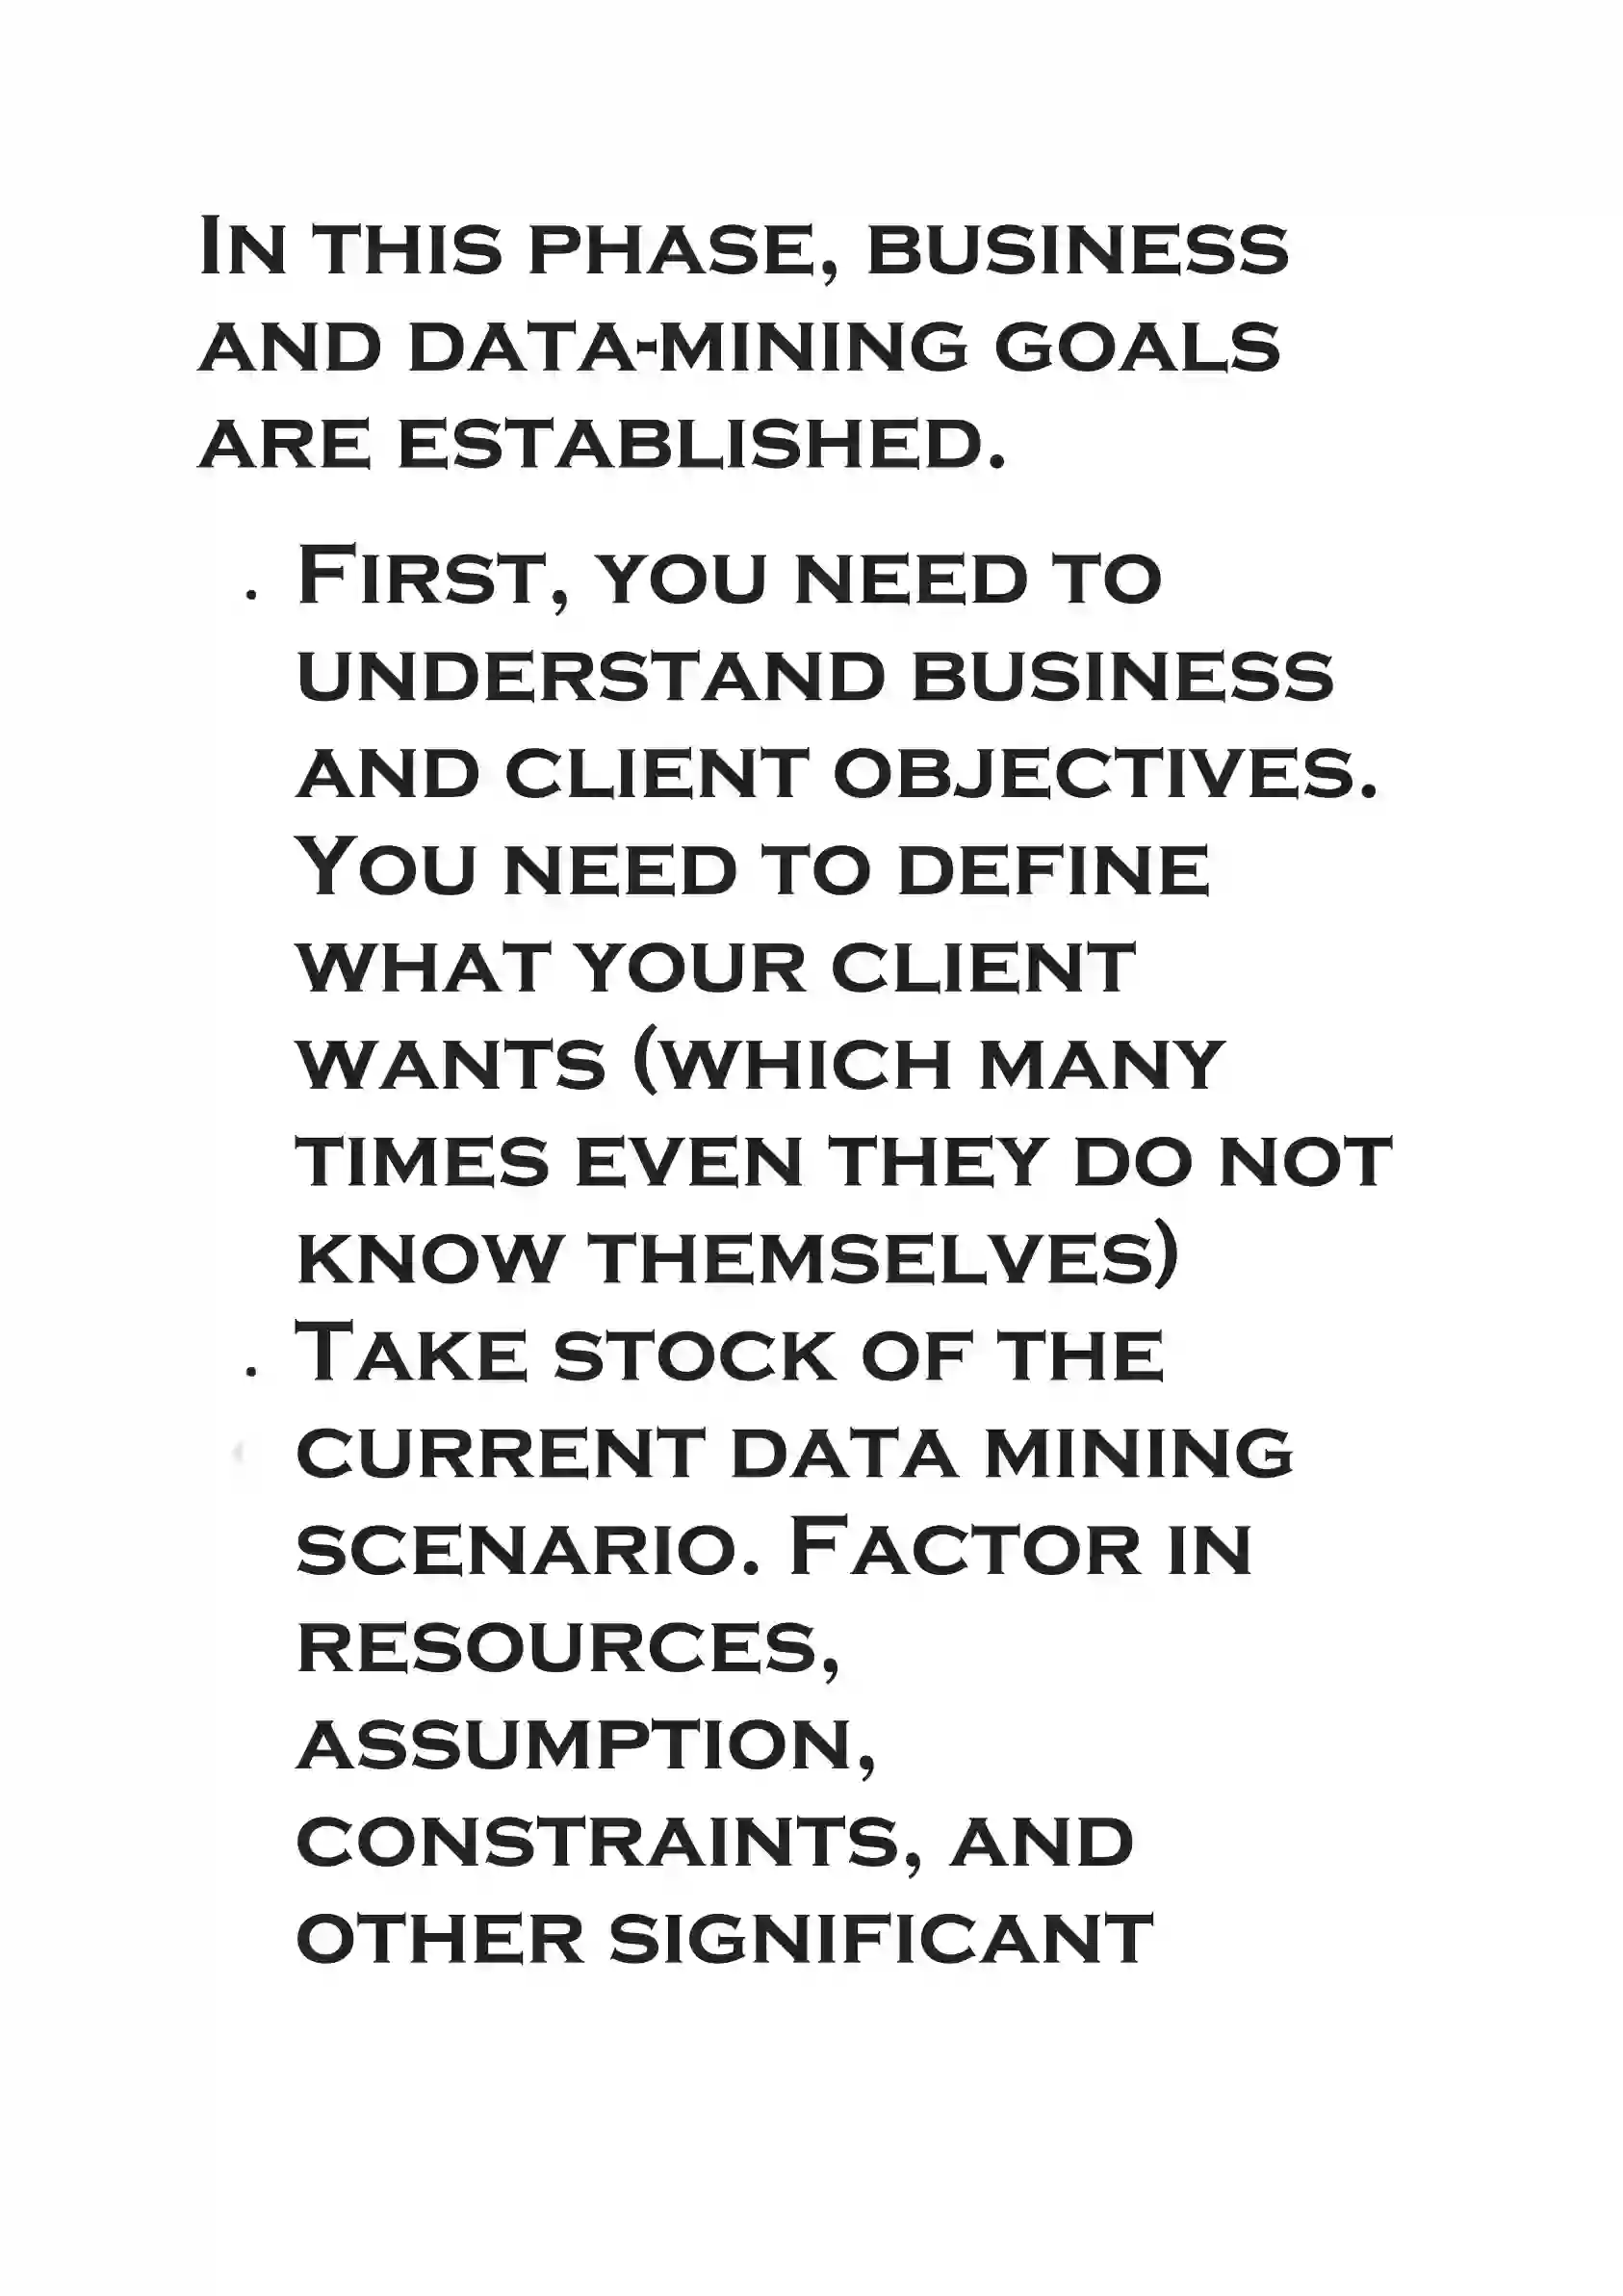 In this phase, business
and data-mining goals
are established.
. First, you need to
understand business
and client objectives.
You need to define
what your client
wants (which many
times even they do not
know themselves)
. Take stock of the
current data mining
scenario. Factor in
resources,
assumption,
constraints, and
other significant